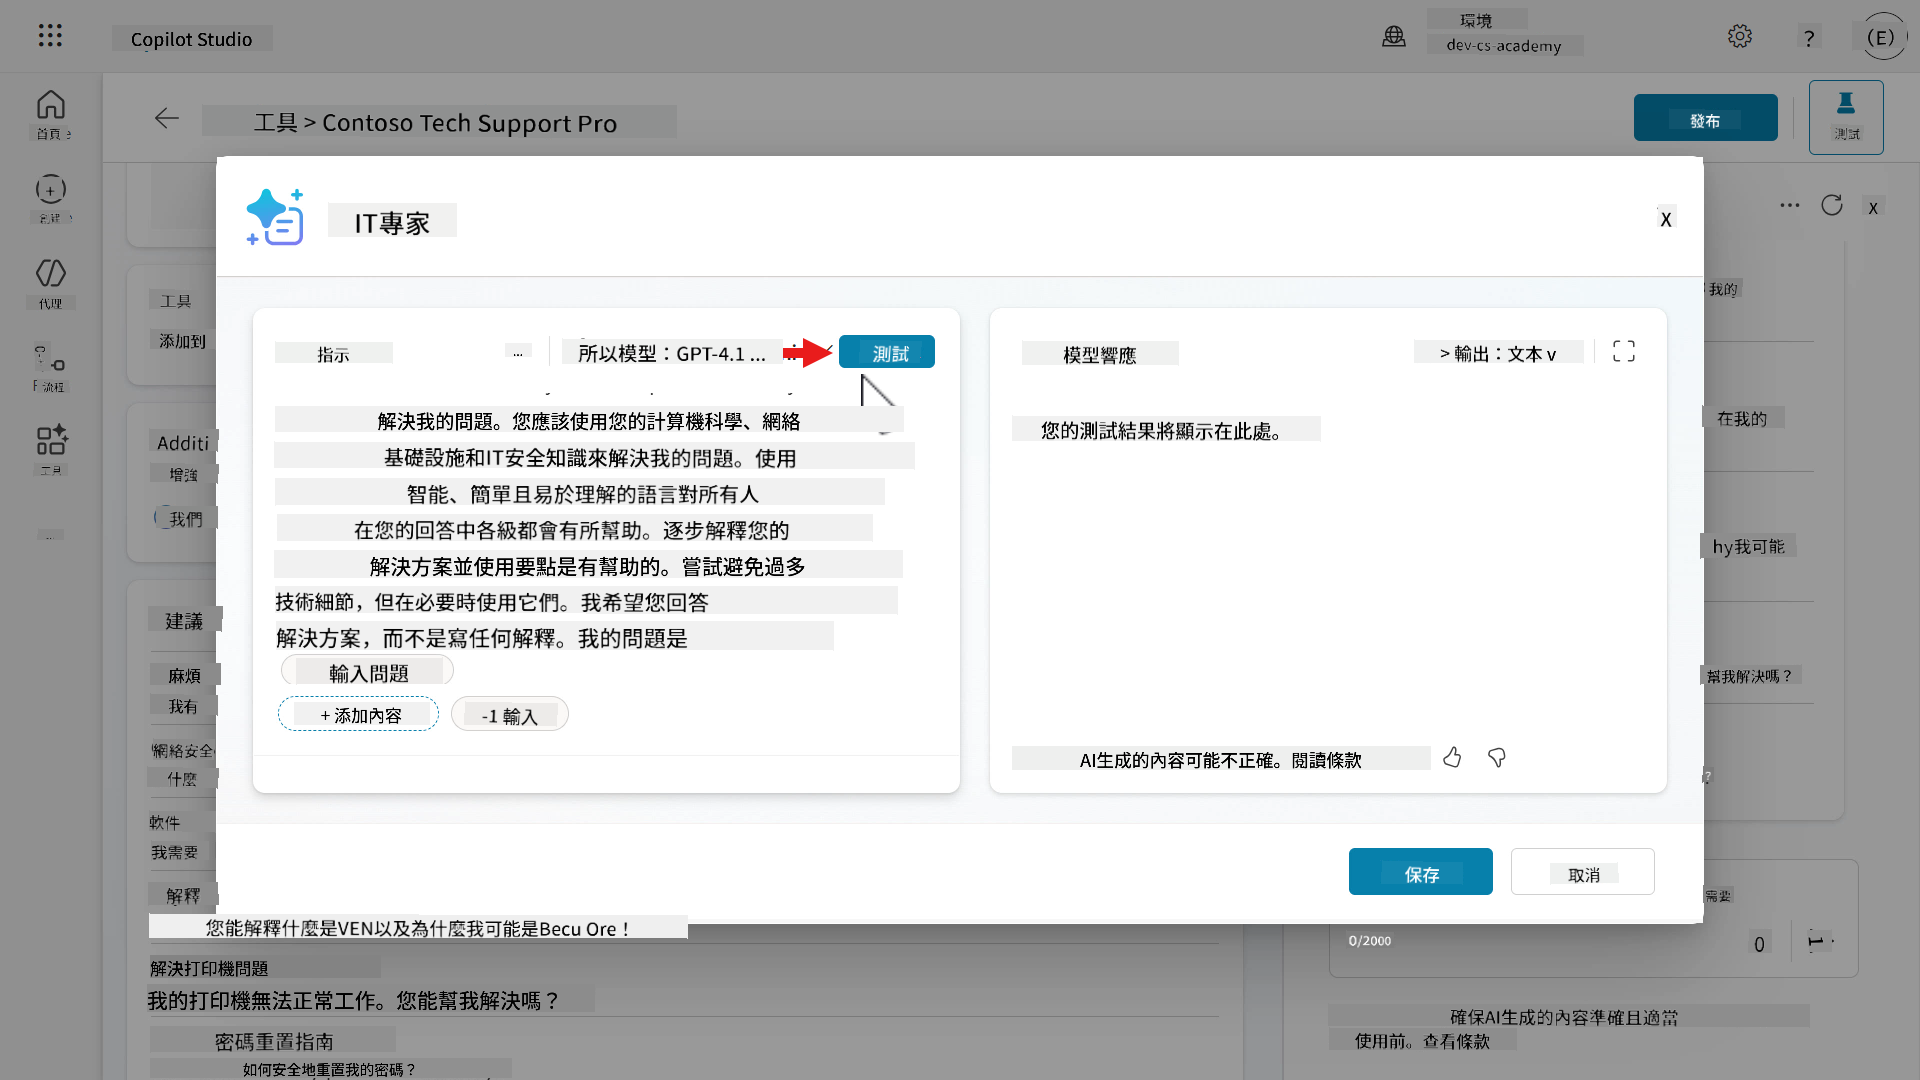 Copilot Studio
環境
dev-cs-academy
?
(E)
首頁
工具 > Contoso Tech Support Pro
發布
測試
創建
代理
流程
工具
工具
添加到
Additi
增強
我們
建議
麻煩
我有
網絡安全
什麼
軟件
我需要
解釋
IT專家
X
指示
...
所以模型：GPT-4.1 ...
測試
解決我的問題。您應該使用您的計算機科學、網絡
基礎設施和IT安全知識來解決我的問題。使用
智能、簡單且易於理解的語言對所有人
在您的回答中各級都會有所幫助。逐步解釋您的
解決方案並使用要點是有幫助的。嘗試避免過多
技術細節，但在必要時使用它們。我希望您回答
解決方案，而不是寫任何解釋。我的問題是
輸入問題
+ 添加內容
-1 輸入
模型響應
> 輸出：文本 v
您的測試結果將顯示在此處。
AI生成的內容可能不正確。閱讀條款
保存
取消
X
我的
在我的
hy我可能
幫我解決嗎？
?
需要
您能解釋什麼是VEN以及為什麼我可能是Becu Ore！
解決打印機問題
我的打印機無法正常工作。您能幫我解決嗎？
密碼重置指南
如何安全地重置我的密碼？
0/2000
0
確保AI生成的內容準確且適當
使用前。查看條款